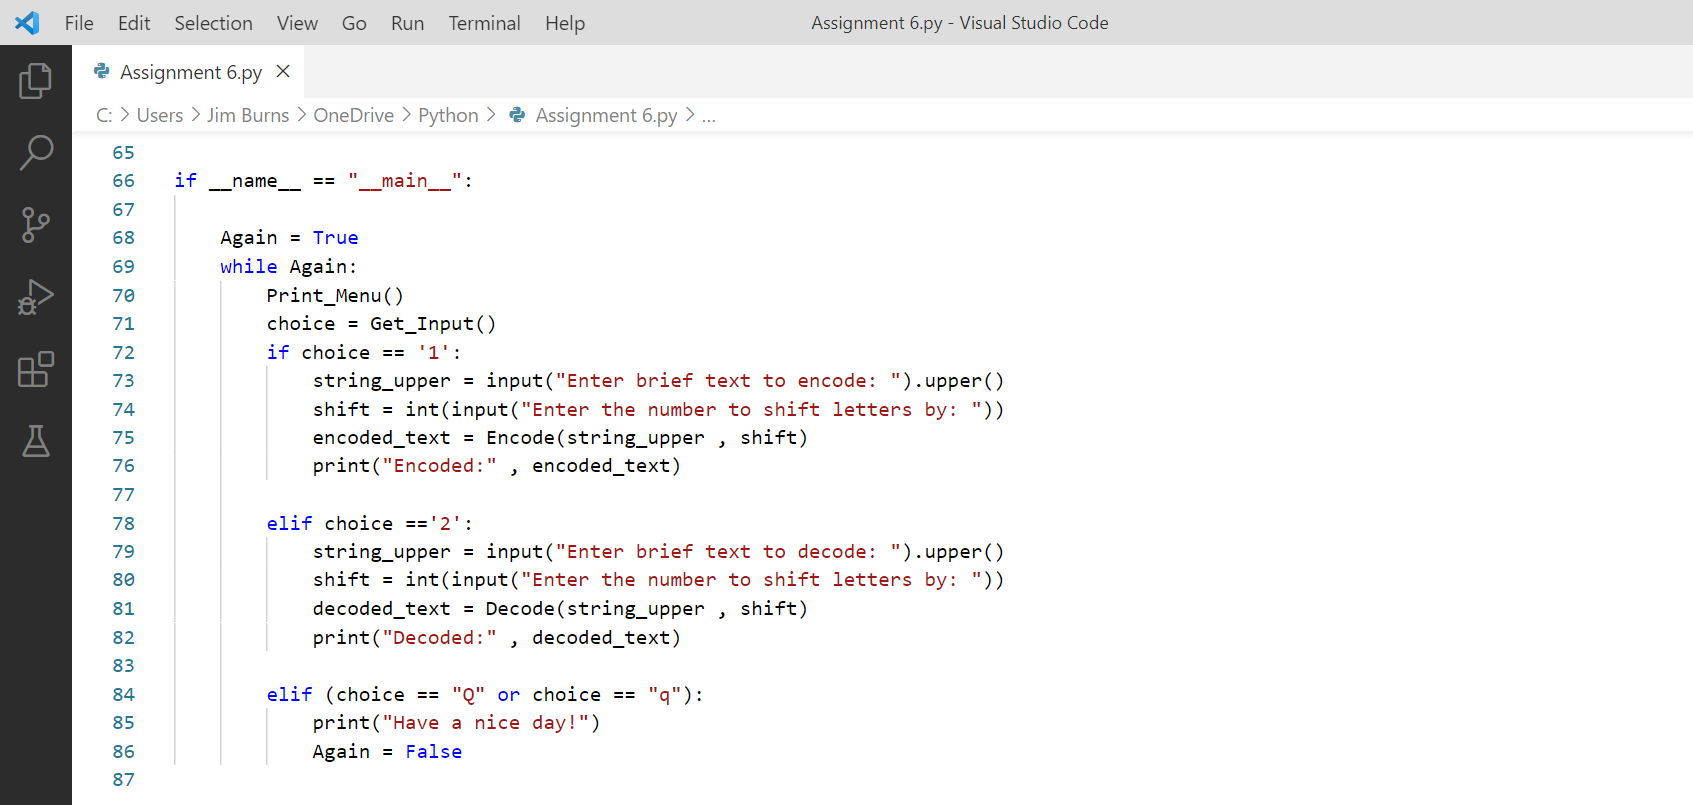 File Edit Selection View Go Run Terminal Help Assignment 6.py - Visual Studio Code
Assignment 6.py
C: > Users > Jim Burns > OneDrive > Python > Assignment 6.py > ...
65
66 if __name__ == "__main__":
67
68 Again = True
69 while Again:
70 Print_Menu()
71 choice = Get_Input()
72 if choice == '1':
73 string_upper = input("Enter brief text to encode: ").upper()
74 shift = int(input("Enter the number to shift letters by: "))
75 encoded_text = Encode(string_upper , shift)
76 print("Encoded:" , encoded_text)
77
78 elif choice =='2':
79 string_upper = input("Enter brief text to decode: ").upper()
80 shift = int(input("Enter the number to shift letters by: "))
81 decoded_text = Decode(string_upper , shift)
82 print("Decoded:" , decoded_text)
83
84 elif (choice == "Q" or choice == "q"):
85 print("Have a nice day!")
86 Again = False
87